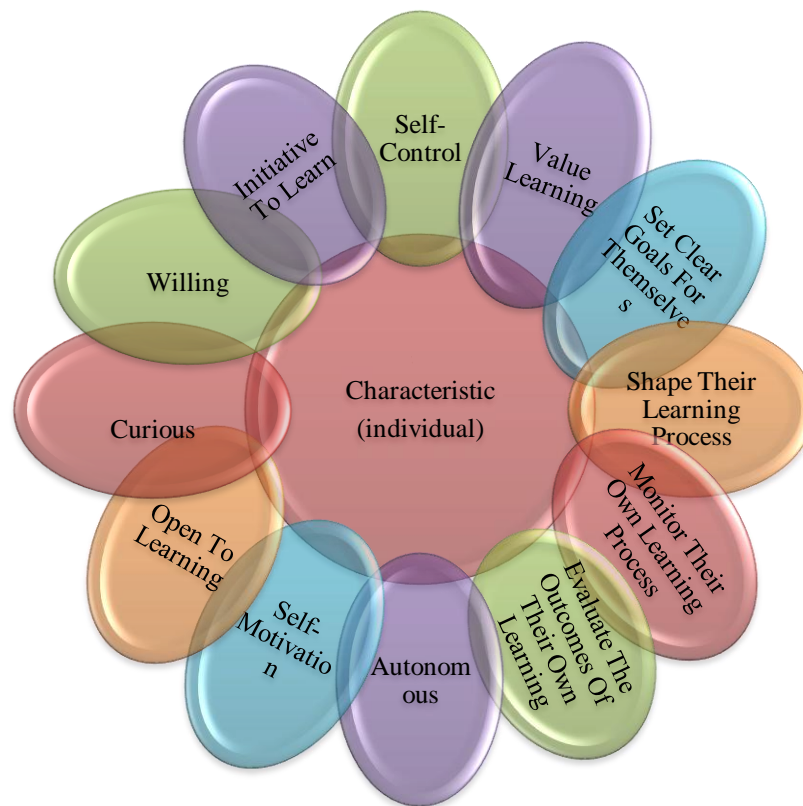 Self-
Control
Value
Learning
Set Clear
Goals For
Themselve
s
Shape Their
Learning
Process
Monitor Their
Own Learning
Process
Evaluate The
Outcomes Of
Their Own
Learning
Autonom
ous
Self-
Motivatio
n
Open To
Learning
Curious
Willing
Initiative
To Learn
Characteristic
(individual)